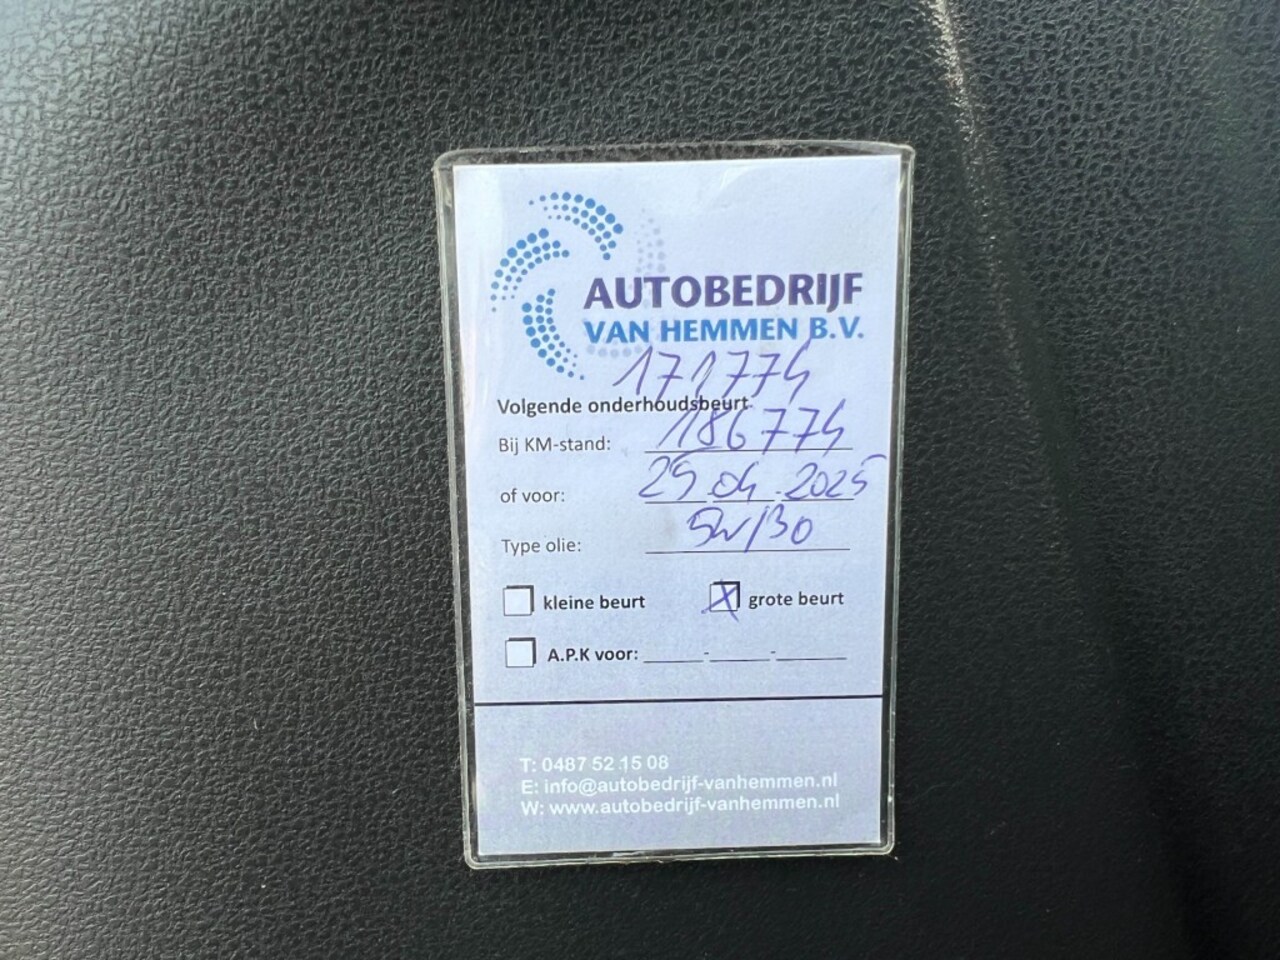 AUTOBEDRIJF
VAN HEMMEN B.V.
171774
Volgende onderhoudsbeurt
Bij KM-stand: 186774
of voor: 25-04-2025
Type olie: 5W/30
kleine beurt grote beurt
A.P.K voor: - -
T: 0487 52 15 08
E: info@autobedrijf-vanhemmen.nl
W: www.autobedrijf-vanhemmen.nl